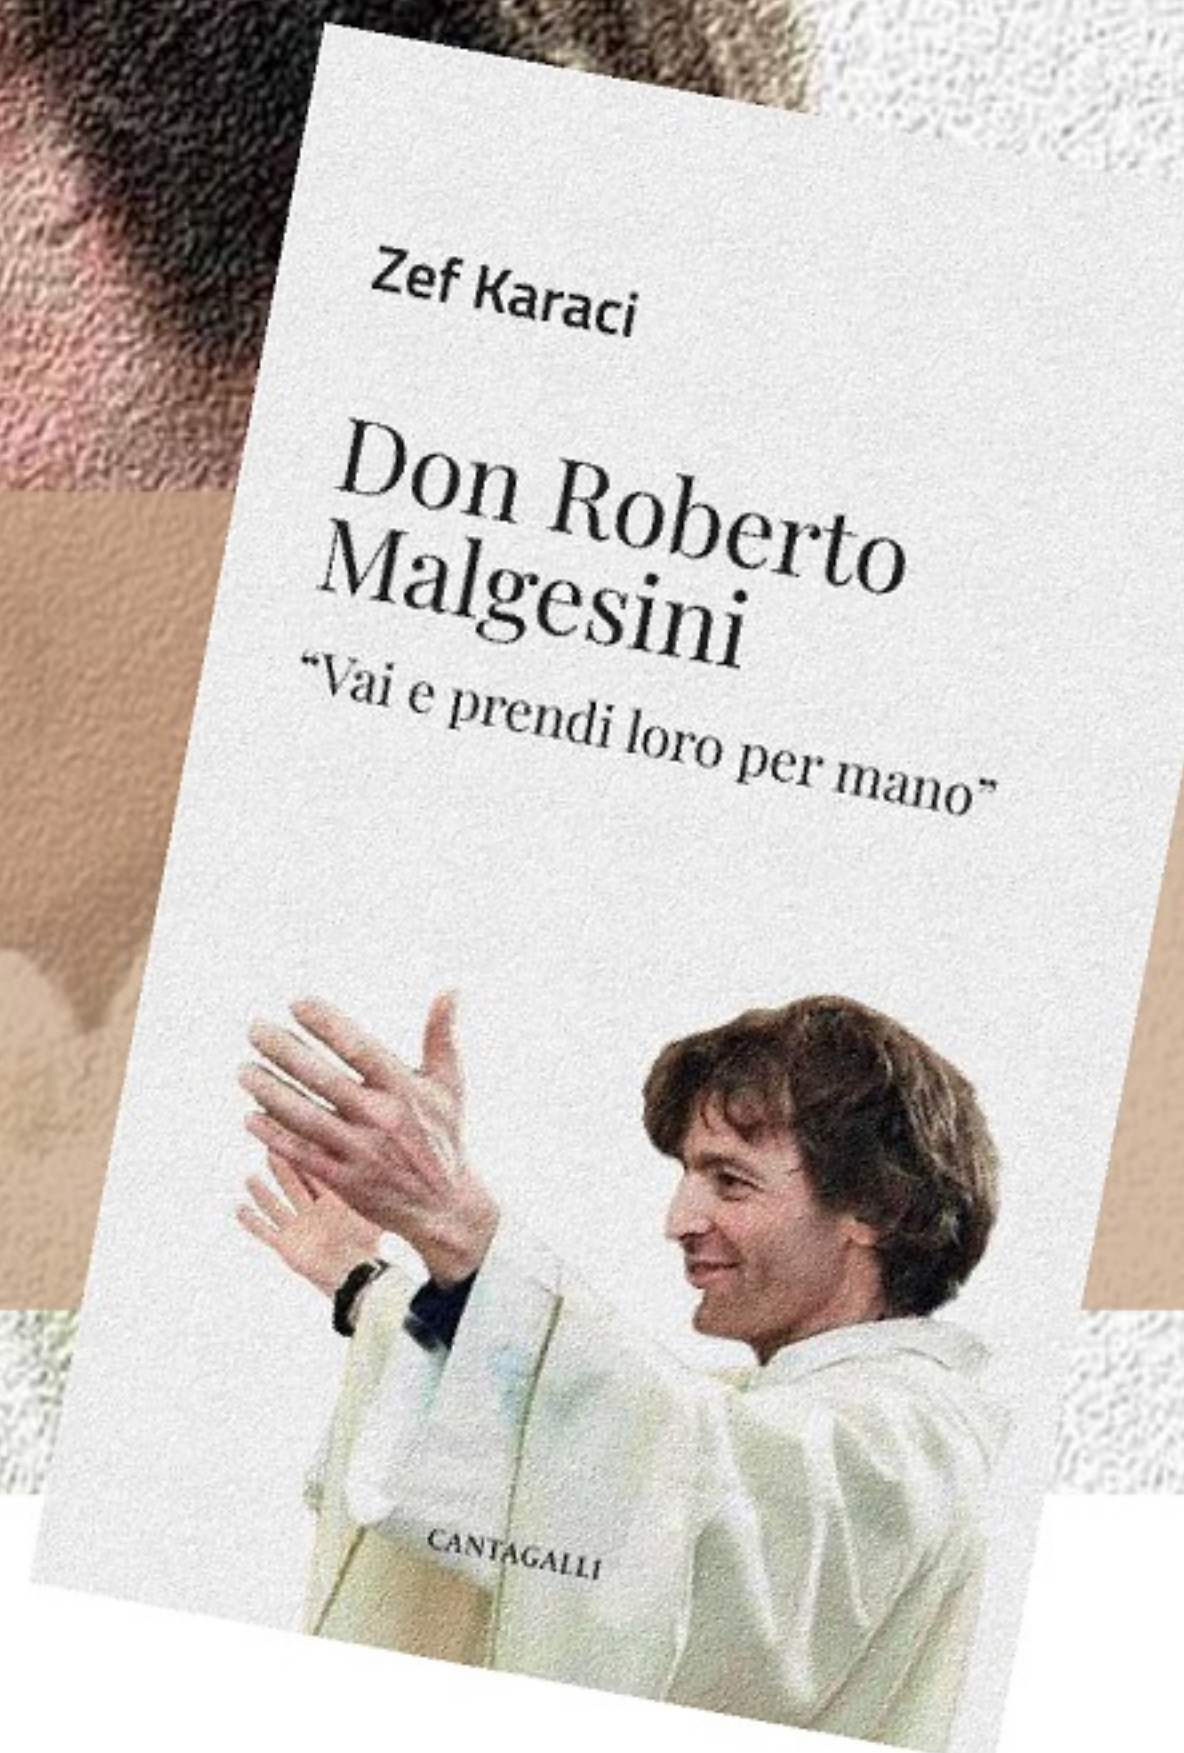 Zef Karaci
Don Roberto
Malgesini
“Vai e prendi loro per mano”
CANTAGALLI